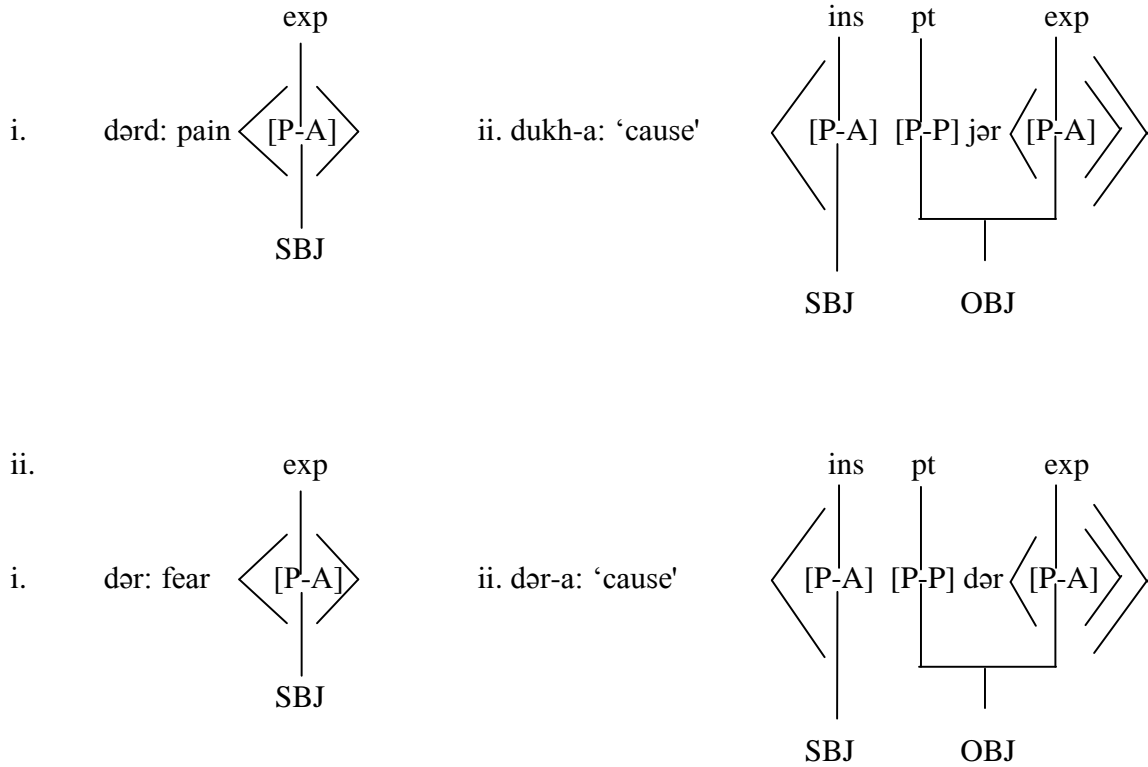 exp ins pt exp
i. dərd: pain [P-A] ii. dukh-a: ‘cause' [P-A] [P-P] jər [P-A]
SBJ
SBJ OBJ
ii. exp ins pt exp
i. dər: fear [P-A] ii. dər-a: ‘cause' [P-A] [P-P] dər [P-A]
SBJ
SBJ OBJ